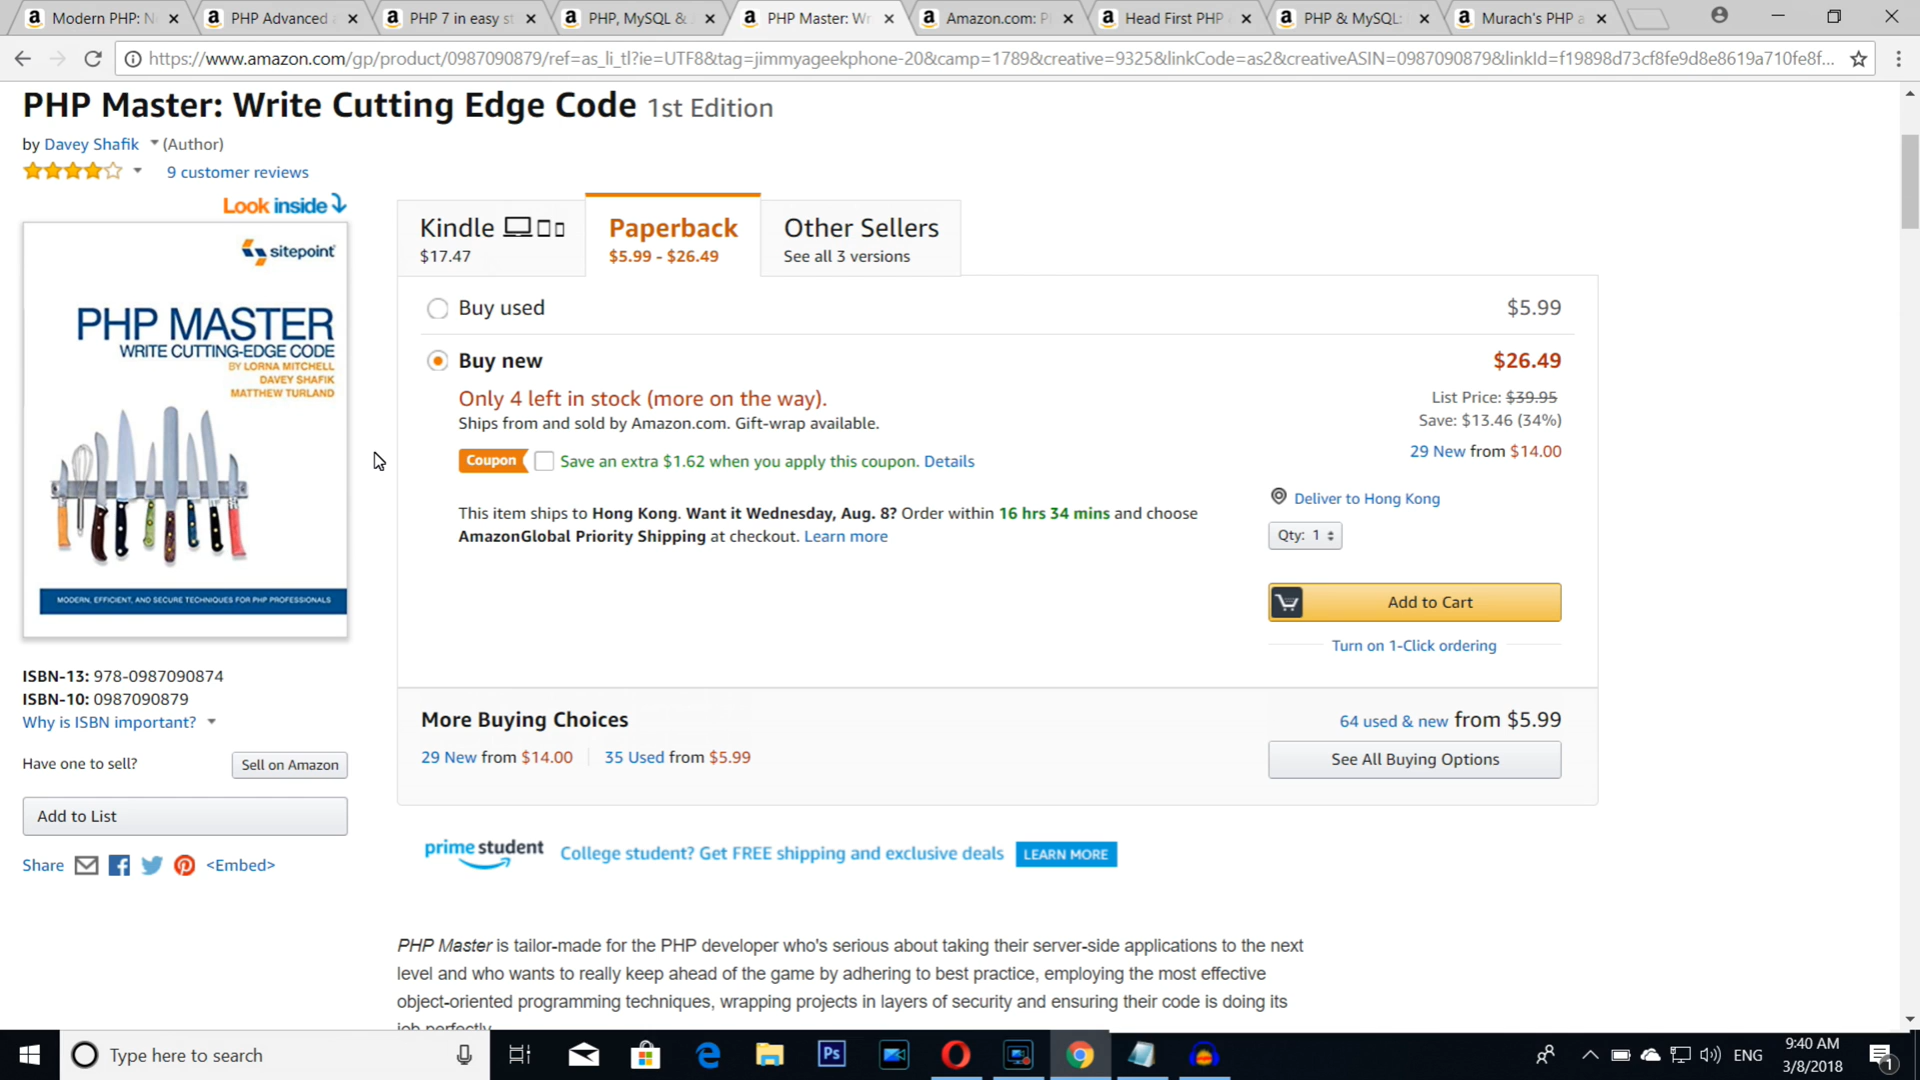 Modern PHP: N
PHP Advanced a
PHP 7 in easy st
PHP, MySQL &
PHP Master: Wr
Amazon.com: P
Head First PHP
PHP & MySQL:
Murach's PHP a
https://www.amazon.com/gp/product/0987090879/ref=as_li_tl?ie=UTF8&tag=jimmyageekphone-20&camp=1789&creative=9325&linkCode=as2&creativeASIN=0987090879&linkId=f19898d73cf8fe9d8e8619a710fe8f...
PHP Master: Write Cutting Edge Code 1st Edition
by Davey Shafik (Author)
9 customer reviews
Look inside
sitepoint
PHP MASTER
WRITE CUTTING-EDGE CODE
BY LORNA MITCHELL
DAVEY SHAFIK
MATTHEW TURLAND
MODERN, EFFICIENT, AND SECURE TECHNIQUES FOR PHP PROFESSIONALS
ISBN-13: 978-0987090874
ISBN-10: 0987090879
Why is ISBN important?
Have one to sell? Sell on Amazon
Add to List
Share <Embed>
Kindle
$17.47
Paperback
$5.99 - $26.49
Other Sellers
See all 3 versions
Buy used $5.99
Buy new $26.49
Only 4 left in stock (more on the way).
Ships from and sold by Amazon.com. Gift-wrap available.
Coupon Save an extra $1.62 when you apply this coupon. Details
This item ships to Hong Kong. Want it Wednesday, Aug. 8? Order within 16 hrs 34 mins and choose
AmazonGlobal Priority Shipping at checkout. Learn more
List Price: $39.95
Save: $13.46 (34%)
29 New from $14.00
Deliver to Hong Kong
Qty: 1
Add to Cart
Turn on 1-Click ordering
More Buying Choices
29 New from $14.00 35 Used from $5.99
64 used & new from $5.99
See All Buying Options
prime student College student? Get FREE shipping and exclusive deals LEARN MORE
PHP Master is tailor-made for the PHP developer who's serious about taking their server-side applications to the next
level and who wants to really keep ahead of the game by adhering to best practice, employing the most effective
object-oriented programming techniques, wrapping projects in layers of security and ensuring their code is doing its
job perfectly
Type here to search
Ps
ENG
9:40 AM
3/8/2018
1